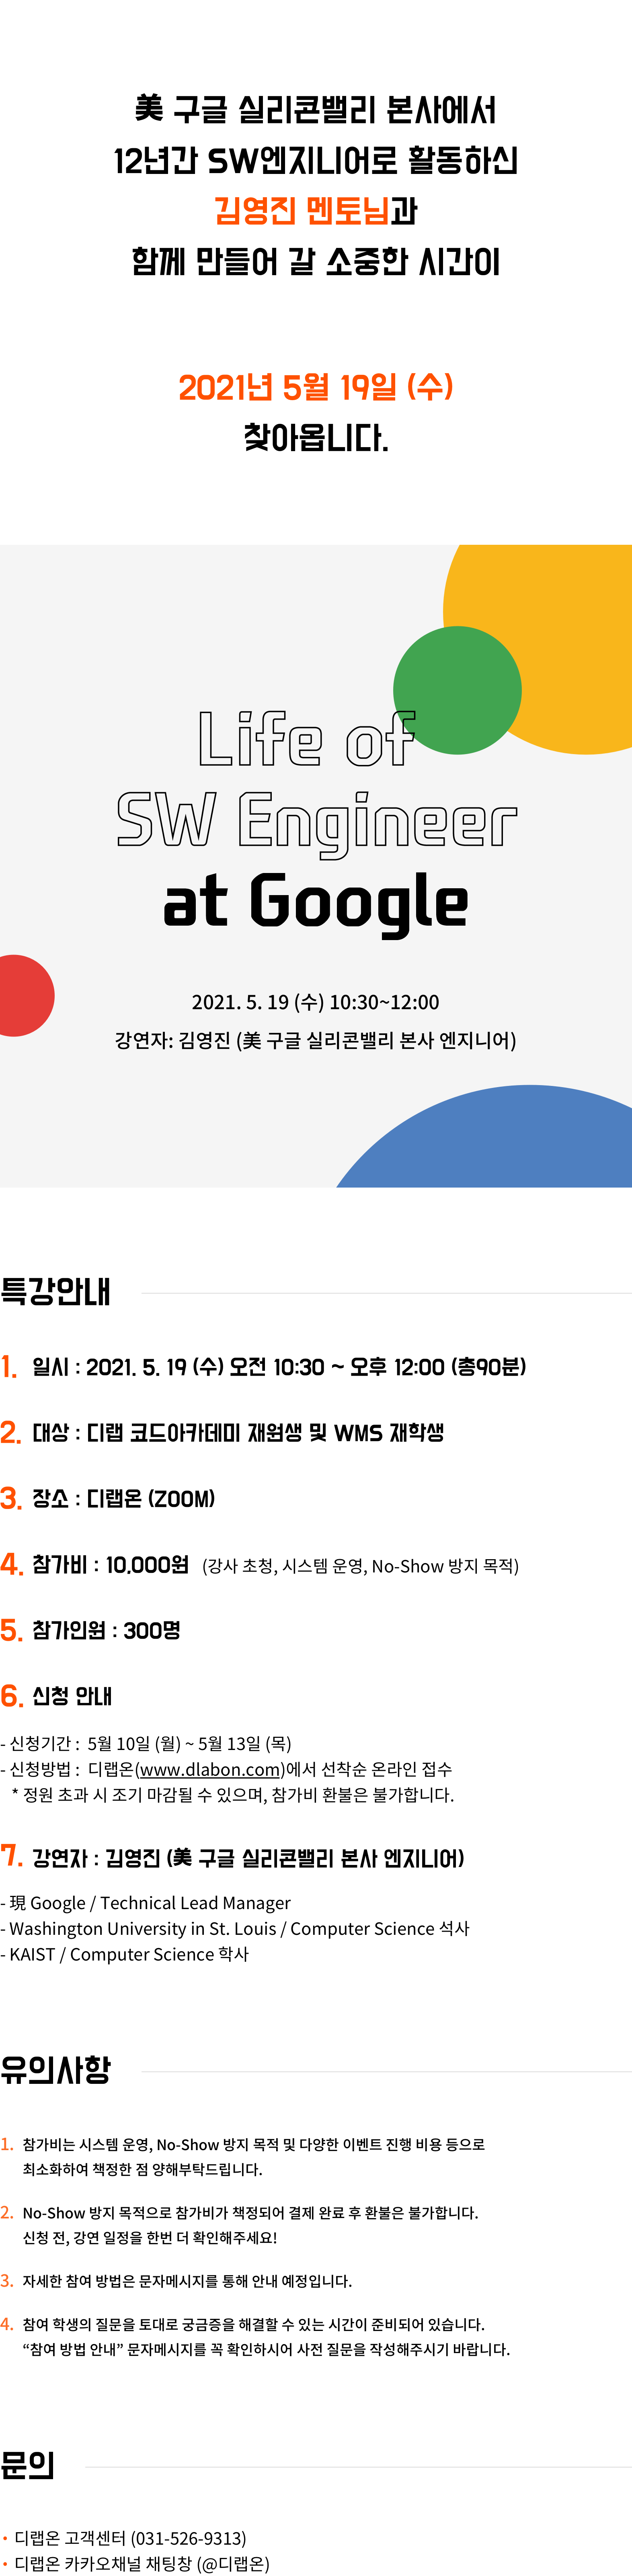 美 구글 실리콘밸리 본사에서
12년간 SW엔지니어로 활동하신
김영진 멘토님과
함께 만들어 갈 소중한 시간이
2021년 5월 19일 (수)
찾아옵니다.
Life of
SW Engineer
at Google
2021. 5. 19 (수) 10:30~12:00
강연자: 김영진 (美 구글 실리콘밸리 본사 엔지니어)
특강안내
1. 일시 : 2021. 5. 19 (수) 오전 10:30 ~ 오후 12:00 (총90분)
2. 대상 : 디랩 코드아카데미 재원생 및 WMS 재학생
3. 장소 : 디랩온 (ZOOM)
4. 참가비 : 10,000원 (강사 초청, 시스템 운영, No-Show 방지 목적)
5. 참가인원 : 300명
6. 신청 안내
- 신청기간 : 5월 10일 (월) ~ 5월 13일 (목)
- 신청방법 : 디랩온(www.dlabon.com)에서 선착순 온라인 접수
* 정원 초과 시 조기 마감될 수 있으며, 참가비 환불은 불가합니다.
7. 강연자 : 김영진 (美 구글 실리콘밸리 본사 엔지니어)
- 現 Google / Technical Lead Manager
- Washington University in St. Louis / Computer Science 석사
- KAIST / Computer Science 학사
유의사항
1. 참가비는 시스템 운영, No-Show 방지 목적 및 다양한 이벤트 진행 비용 등으로
최소화하여 책정한 점 양해부탁드립니다.
2. No-Show 방지 목적으로 참가비가 책정되어 결제 완료 후 환불은 불가합니다.
신청 전, 강연 일정을 한번 더 확인해주세요!
3. 자세한 참여 방법은 문자메시지를 통해 안내 예정입니다.
4. 참여 학생의 질문을 토대로 궁금증을 해결할 수 있는 시간이 준비되어 있습니다.
“참여 방법 안내” 문자메시지를 꼭 확인하시어 사전 질문을 작성해주시기 바랍니다.
문의
• 디랩온 고객센터 (031-526-9313)
• 디랩온 카카오채널 채팅창 (@디랩온)